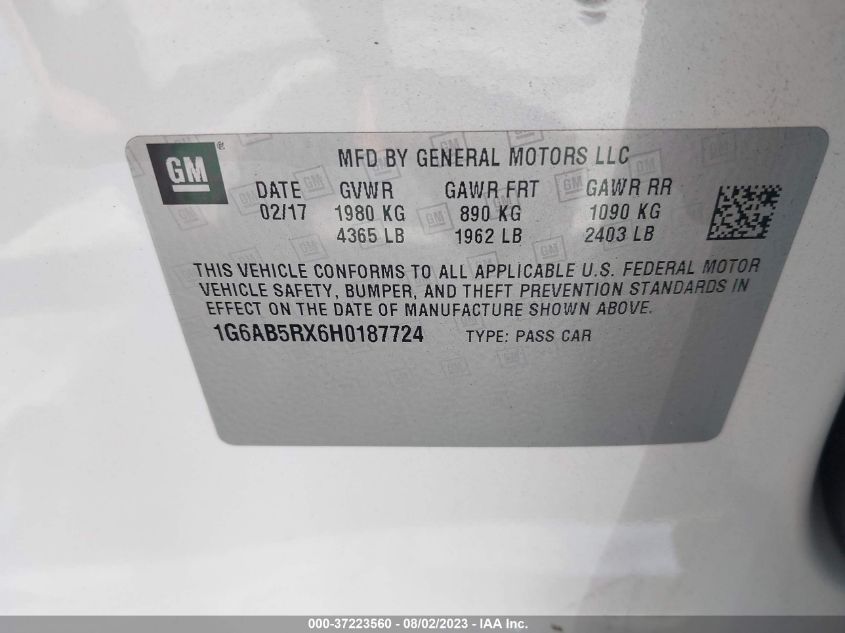 GM ®
MFD BY GENERAL MOTORS LLC
DATE GVWR GAWR FRT GAWR RR
02/17 1980 KG 890 KG 1090 KG
4365 LB 1962 LB 2403 LB
THIS VEHICLE CONFORMS TO ALL APPLICABLE U.S. FEDERAL MOTOR
VEHICLE SAFETY, BUMPER, AND THEFT PREVENTION STANDARDS IN
EFFECT ON THE DATE OF MANUFACTURE SHOWN ABOVE.
1G6AB5RX6H0187724 TYPE: PASS CAR
000-37223560 - 08/02/2023 - IAA Inc.